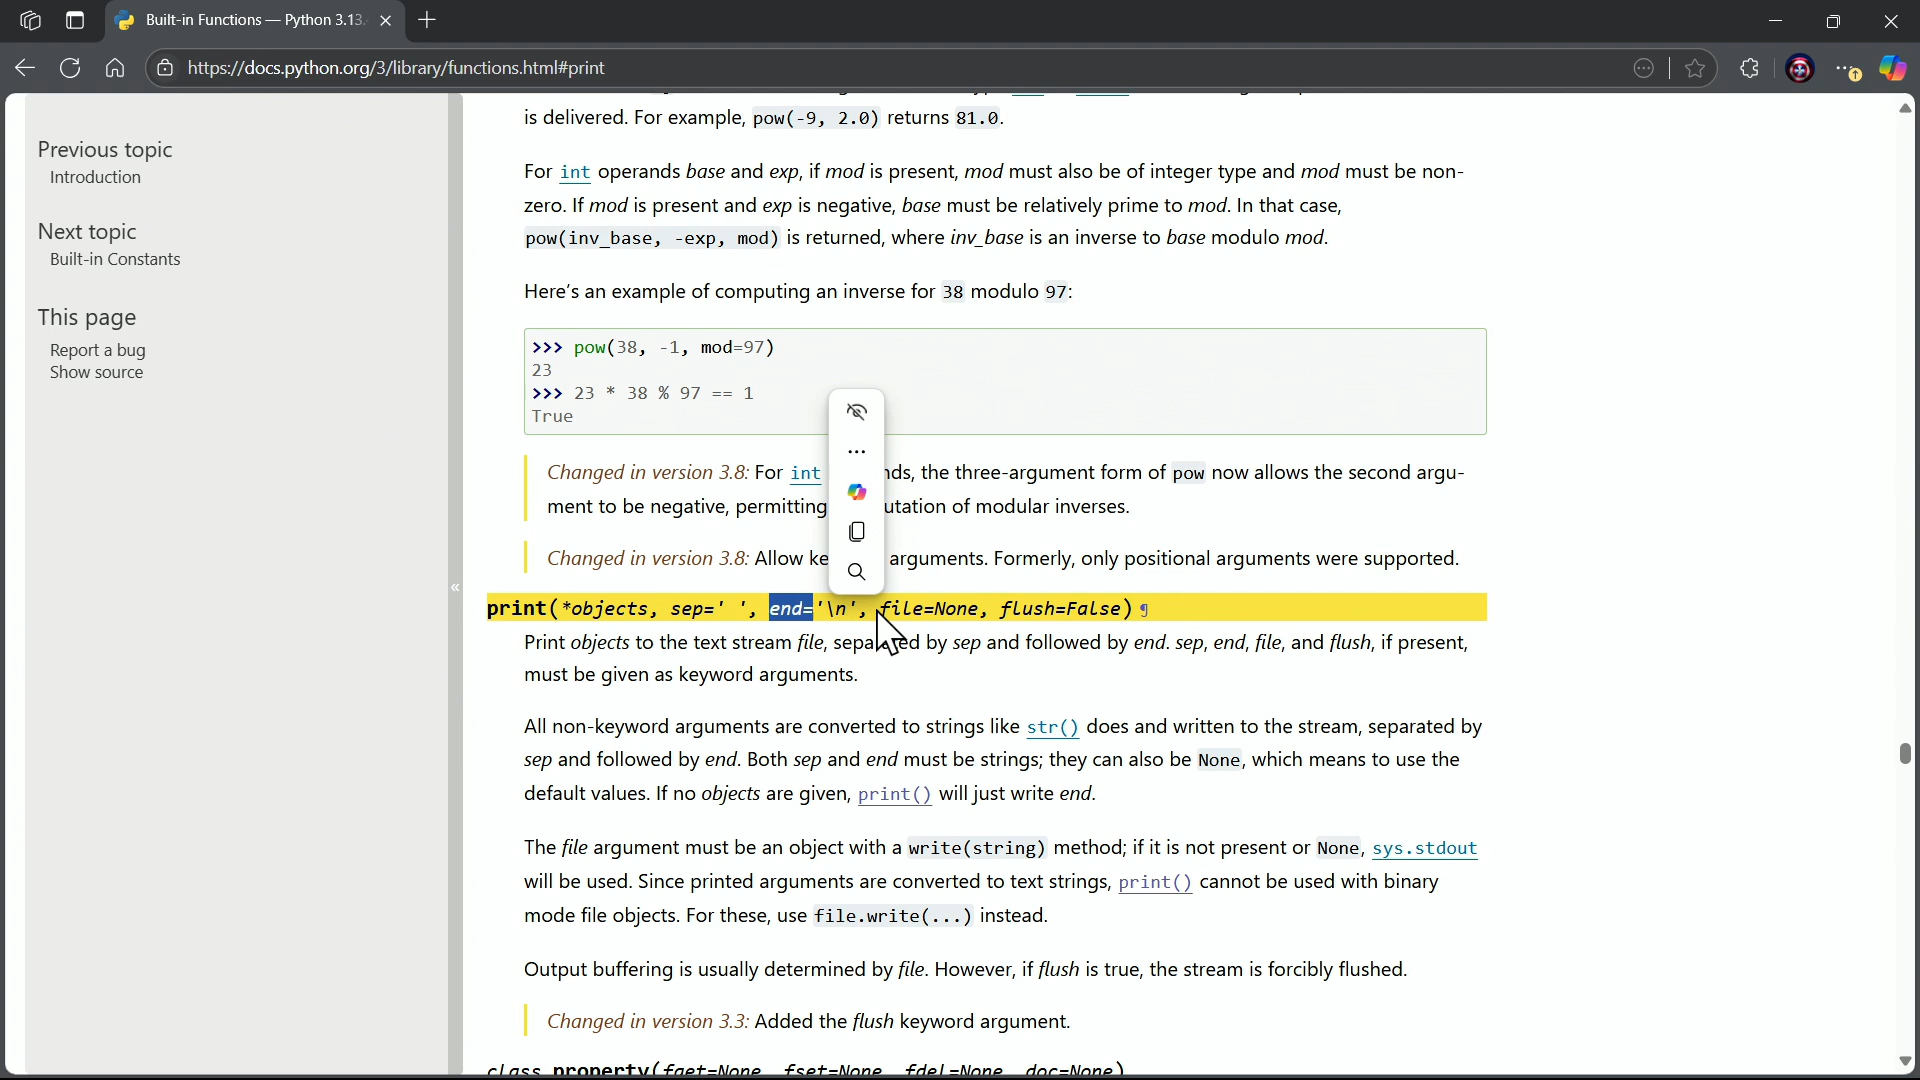 Built-in Functions — Python 3.13.
https://docs.python.org/3/library/functions.html#print
Previous topic
Introduction
Next topic
Built-in Constants
This page
Report a bug
Show source
«
is delivered. For example, pow(-9, 2.0) returns 81.0.
For int operands base and exp, if mod is present, mod must also be of integer type and mod must be non-
zero. If mod is present and exp is negative, base must be relatively prime to mod. In that case,
pow(inv_base, -exp, mod) is returned, where inv_base is an inverse to base modulo mod.
Here's an example of computing an inverse for 38 modulo 97:
>>> pow(38, -1, mod=97)
23
>>> 23 * 38 % 97 == 1
True
Changed in version 3.8: For int nds, the three-argument form of pow now allows the second argu-
ment to be negative, permitting utation of modular inverses.
Changed in version 3.8: Allow ke arguments. Formerly, only positional arguments were supported.
print(*objects, sep=' ', end='\n', file=None, flush=False) ¶
Print objects to the text stream file, separated by sep and followed by end. sep, end, file, and flush, if present,
must be given as keyword arguments.
All non-keyword arguments are converted to strings like str() does and written to the stream, separated by
sep and followed by end. Both sep and end must be strings; they can also be None, which means to use the
default values. If no objects are given, print() will just write end.
The file argument must be an object with a write(string) method; if it is not present or None, sys.stdout
will be used. Since printed arguments are converted to text strings, print() cannot be used with binary
mode file objects. For these, use file.write(...) instead.
Output buffering is usually determined by file. However, if flush is true, the stream is forcibly flushed.
Changed in version 3.3: Added the flush keyword argument.
class property(fget=None, fset=None, fdel=None, doc=None)